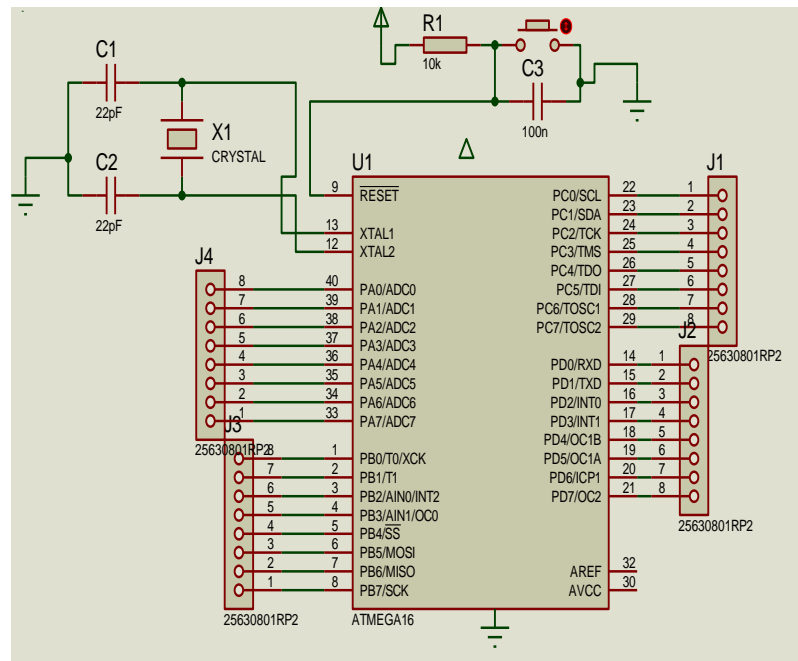 C1
22pF
C2
22pF
X1
CRYSTAL
R1
10k
C3
100n
U1
9 RESET
13 XTAL1
12 XTAL2
40 PA0/ADC0
39 PA1/ADC1
38 PA2/ADC2
37 PA3/ADC3
36 PA4/ADC4
35 PA5/ADC5
34 PA6/ADC6
33 PA7/ADC7
1 PB0/T0/XCK
2 PB1/T1
3 PB2/AIN0/INT2
4 PB3/AIN1/OC0
5 PB4/SS
6 PB5/MOSI
7 PB6/MISO
8 PB7/SCK
PC0/SCL 22
PC1/SDA 23
PC2/TCK 24
PC3/TMS 25
PC4/TDO 26
PC5/TDI 27
PC6/TOSC1 28
PC7/TOSC2 29
PD0/RXD 14
PD1/TXD 15
PD2/INT0 16
PD3/INT1 17
PD4/OC1B 18
PD5/OC1A 19
PD6/ICP1 20
PD7/OC2 21
AREF 32
AVCC 30
ATMEGA16
J4
8
7
6
5
4
3
2
1
25630801RP2
J3
8
7
6
5
4
3
2
1
25630801RP2
J1
1
2
3
4
5
6
7
8
25630801RP2
J2
1
2
3
4
5
6
7
8
25630801RP2